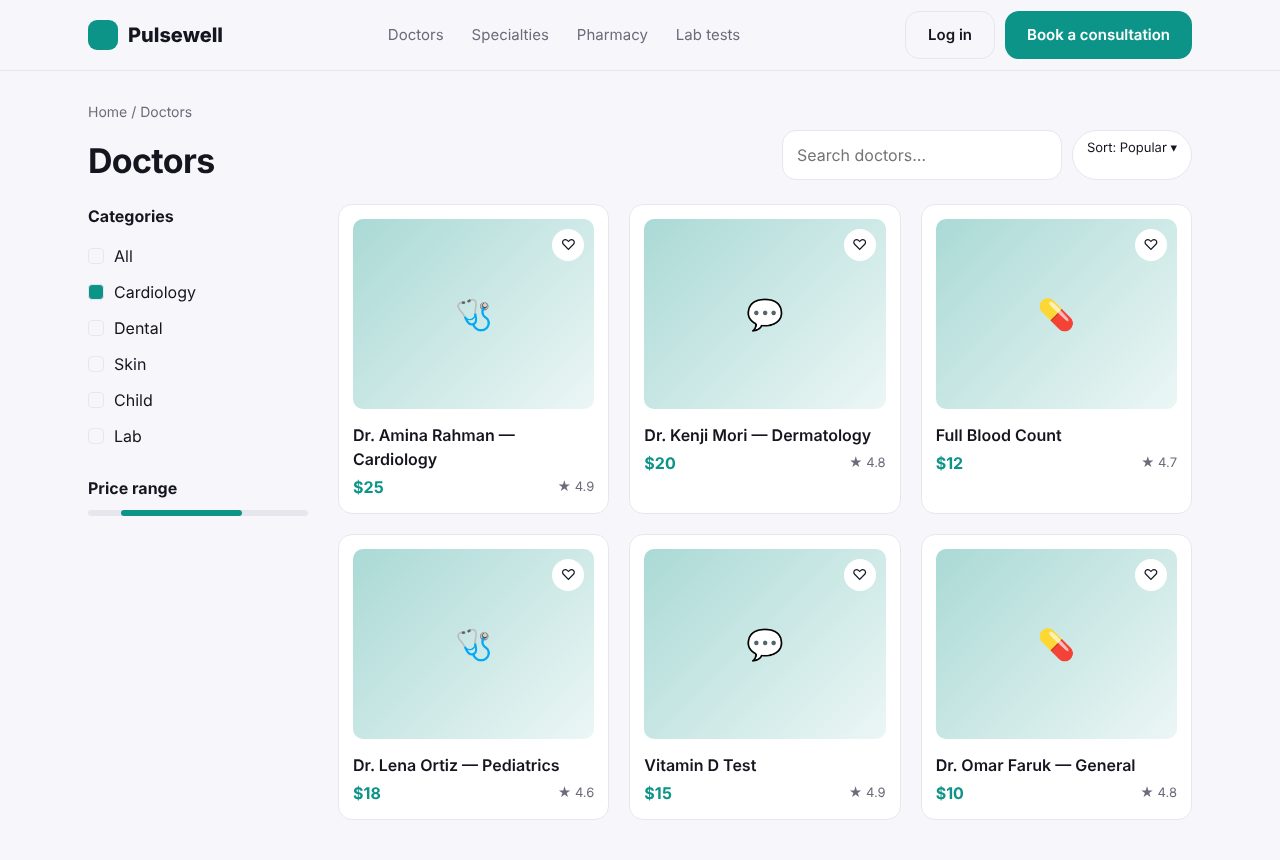 Pulsewell
Doctors
Specialties
Pharmacy
Lab tests
Log in
Book a consultation
Home / Doctors
Doctors
Search doctors...
Sort: Popular ▾
Categories
All
Cardiology
Dental
Skin
Child
Lab
Price range
Dr. Amina Rahman —
Cardiology
$25
★ 4.9
Dr. Kenji Mori — Dermatology
$20
★ 4.8
Full Blood Count
$12
★ 4.7
Dr. Lena Ortiz — Pediatrics
$18
★ 4.6
Vitamin D Test
$15
★ 4.9
Dr. Omar Faruk — General
$10
★ 4.8